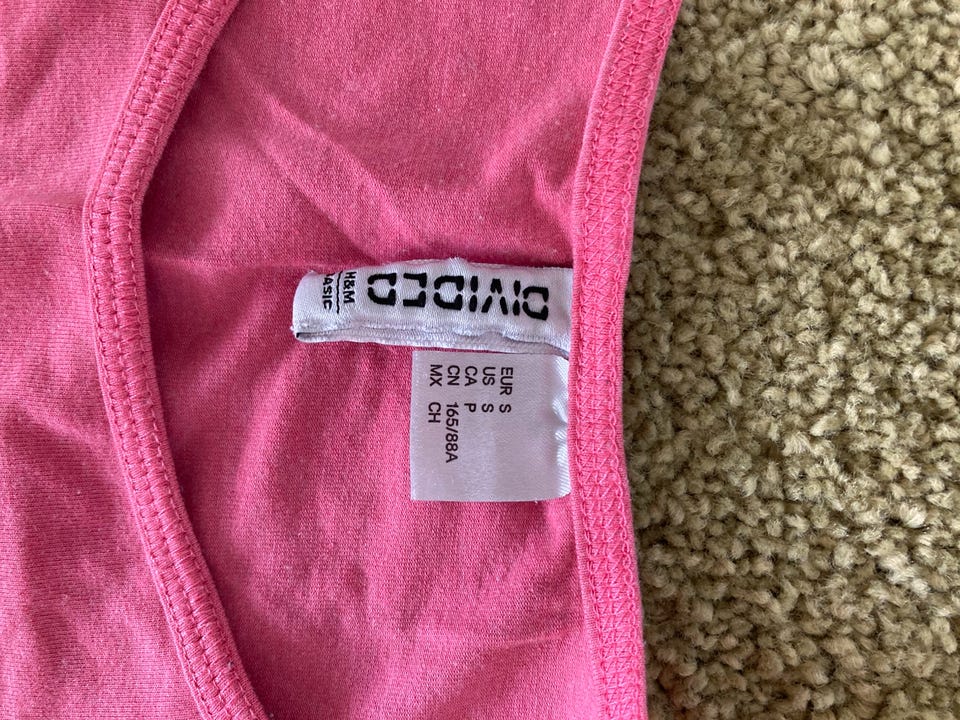 DIVIDED
H&M
BASIC
EUR S
US S
CA P
CN 165/88A
MX CH